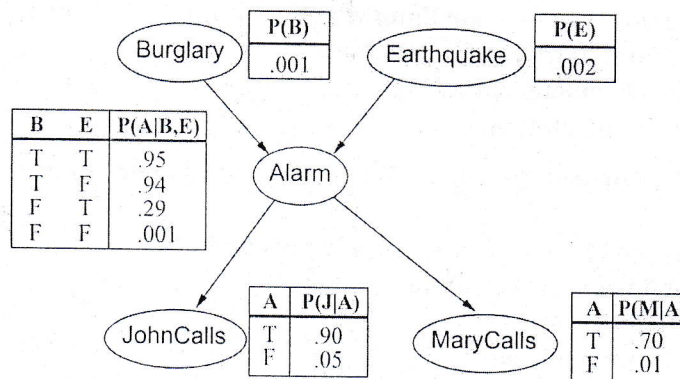 Burglary
P(B)
.001
Earthquake
P(E)
.002
B E P(A|B,E)
T T .95
T F .94
F T .29
F F .001
Alarm
JohnCalls
A P(J|A)
T .90
F .05
MaryCalls
A P(M|A
T .70
F .01